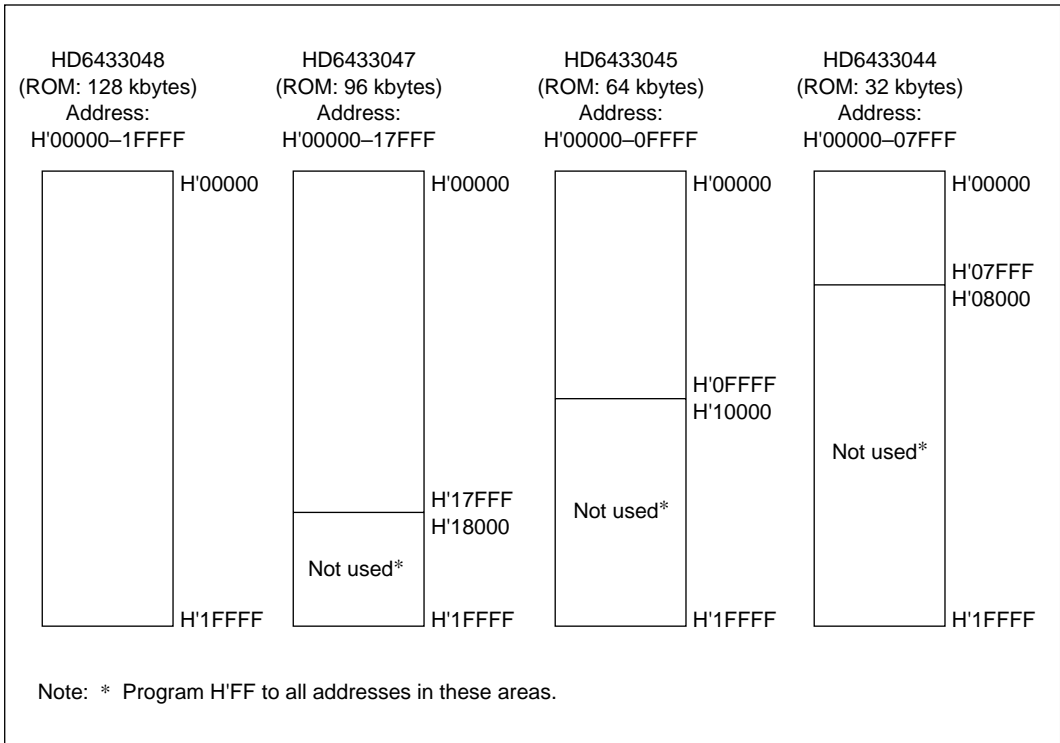 HD6433048
(ROM: 128 kbytes)
Address:
H'00000–1FFFF
H'00000
H'1FFFF
HD6433047
(ROM: 96 kbytes)
Address:
H'00000–17FFF
H'00000
H'17FFF
H'18000
Not used*
H'1FFFF
HD6433045
(ROM: 64 kbytes)
Address:
H'00000–0FFFF
H'00000
H'0FFFF
H'10000
Not used*
H'1FFFF
HD6433044
(ROM: 32 kbytes)
Address:
H'00000–07FFF
H'00000
H'07FFF
H'08000
Not used*
H'1FFFF
Note: * Program H'FF to all addresses in these areas.